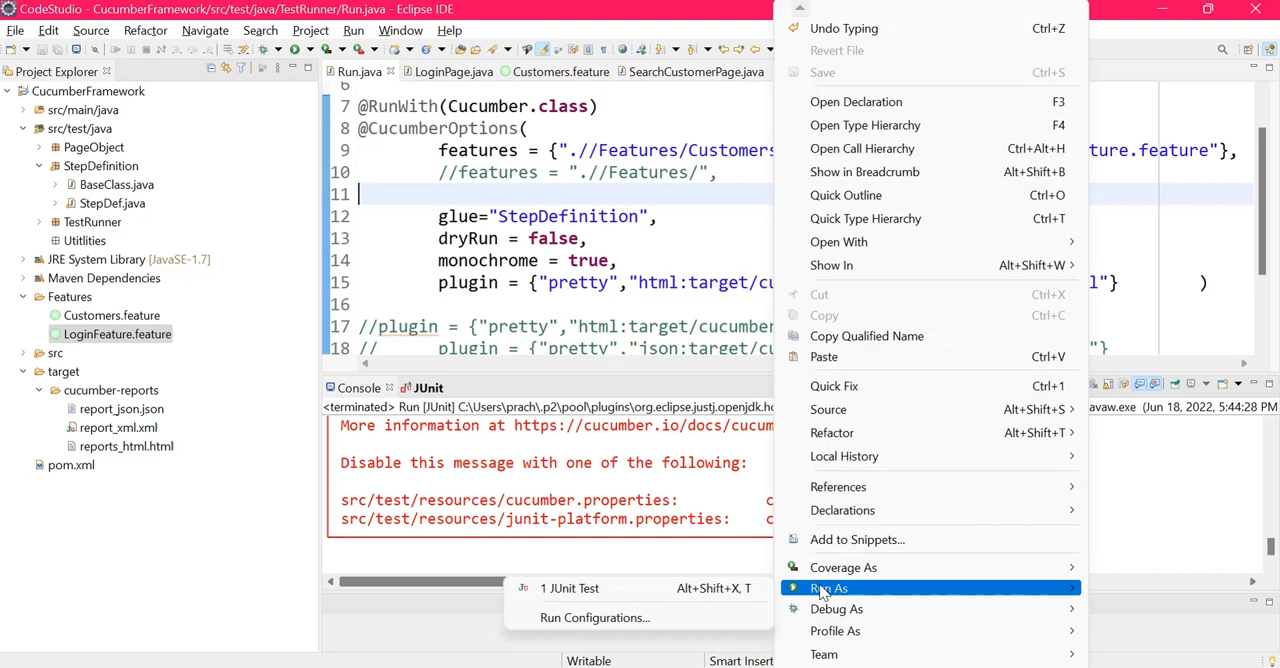 CodeStudio - CucumberFramework/src/test/java/TestRunner/Run.java - Eclipse IDE
File Edit Source Refactor Navigate Search Project Run Window Help
Project Explorer
CucumberFramework
src/main/java
src/test/java
PageObject
StepDefinition
BaseClass.java
StepDef.java
TestRunner
Uititlities
JRE System Library [JavaSE-1.7]
Maven Dependencies
Features
Customers.feature
LoginFeature.feature
src
target
cucumber-reports
report_json.json
report_xml.xml
reports_html.html
pom.xml
Run.java LoginPage.java Customers.feature SearchCustomerPage.java
6
7 @RunWith(Cucumber.class)
8 @CucumberOptions(
9 features = {".//Features/Customers ture.feature"},
10 //features = ".//Features/",
11
12 glue="StepDefinition",
13 dryRun = false,
14 monochrome = true,
15 plugin = {"pretty","html:target/cu l"} )
16
17 //plugin = {"pretty","html:target/cucumber
18 // plugin = {"pretty","json:target/cu "}
Console JUnit
<terminated> Run [JUnit] C:\Users\prach\.p2\pool\plugins\org.eclipse.justj.openjdk.ho avaw.exe (Jun 18, 2022, 5:44:28 PM
More information at https://cucumber.io/docs/cucum
Disable this message with one of the following:
src/test/resources/cucumber.properties: c
src/test/resources/junit-platform.properties: c
Writable Smart Insert
Undo Typing Ctrl+Z
Revert File
Save Ctrl+S
Open Declaration F3
Open Type Hierarchy F4
Open Call Hierarchy Ctrl+Alt+H
Show in Breadcrumb Alt+Shift+B
Quick Outline Ctrl+O
Quick Type Hierarchy Ctrl+T
Open With
Show In Alt+Shift+W
Cut Ctrl+X
Copy Ctrl+C
Copy Qualified Name
Paste Ctrl+V
Quick Fix Ctrl+1
Source Alt+Shift+S
Refactor Alt+Shift+T
Local History
References
Declarations
Add to Snippets...
Coverage As
Run As
Debug As
Profile As
Team
1 JUnit Test Alt+Shift+X, T
Run Configurations...